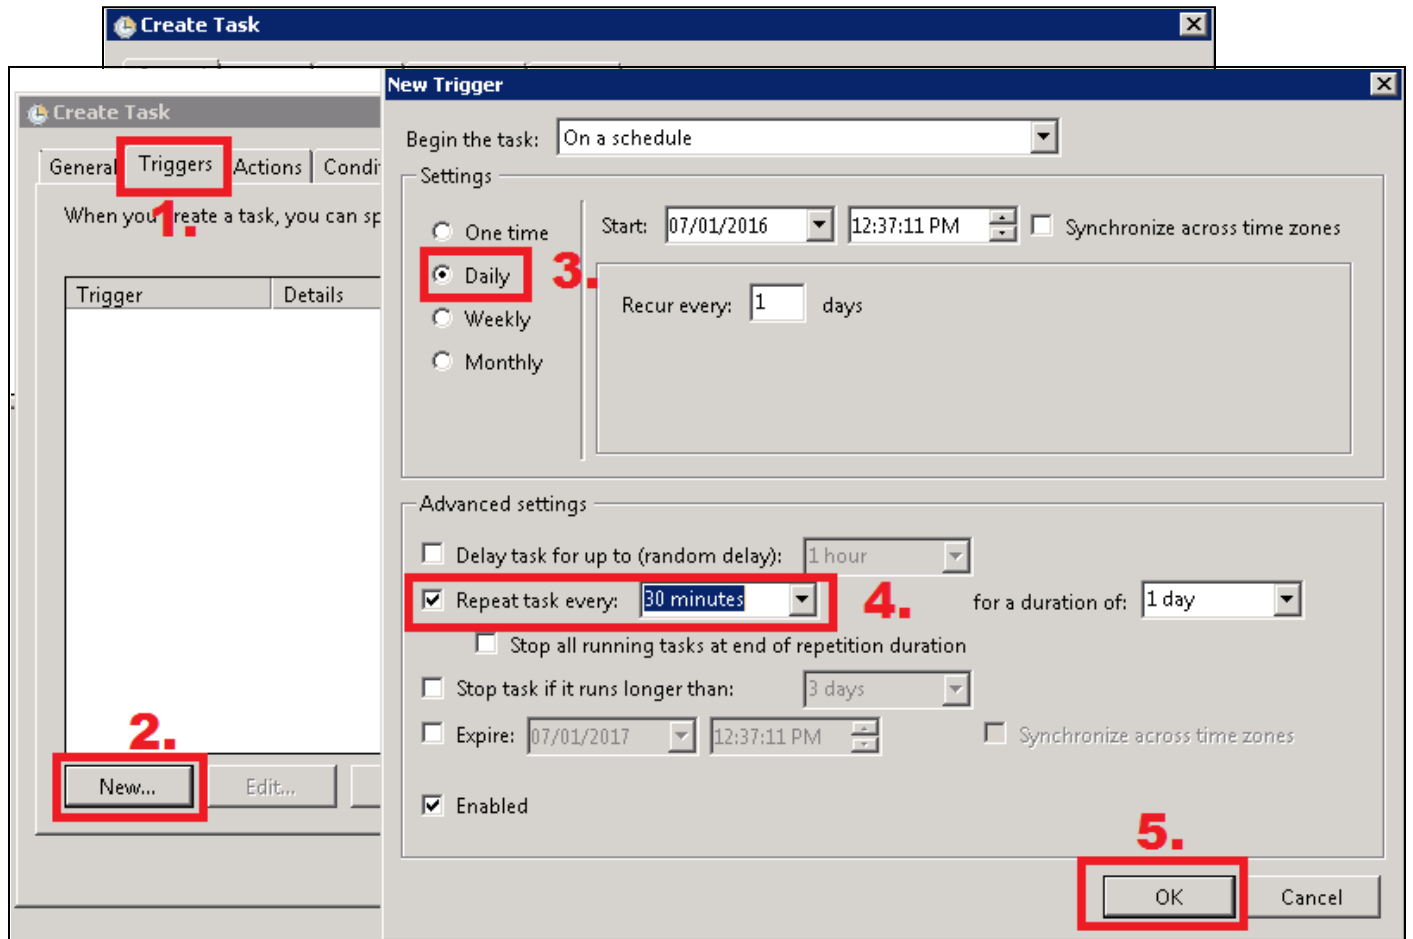 Create Task
New Trigger
Create Task
General Triggers Actions Condi
1.
When you create a task, you can sp
Trigger Details
2.
New... Edit...
Begin the task: On a schedule
Settings
One time
Daily
3.
Weekly
Monthly
Start: 07/01/2016 12:37:11 PM Synchronize across time zones
Recur every: 1 days
Advanced settings
Delay task for up to (random delay): 1 hour
Repeat task every: 30 minutes 4. for a duration of: 1 day
Stop all running tasks at end of repetition duration
Stop task if it runs longer than: 3 days
Expire: 07/01/2017 12:37:11 PM Synchronize across time zones
Enabled
5.
OK Cancel